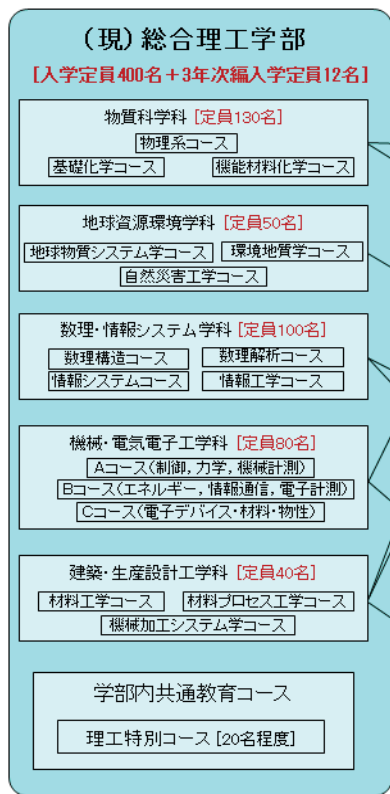 (現)総合理工学部
[入学定員400名+3年次編入学定員12名]
物質科学科 [定員130名]
物理系コース
基礎化学コース 機能材料化学コース
地球資源環境学科 [定員50名]
地球物質システム学コース 環境地質学コース
自然災害工学コース
数理・情報システム学科 [定員100名]
数理構造コース 数理解析コース
情報システムコース 情報工学コース
機械・電気電子工学科 [定員80名]
Aコース(制御, 力学, 機械計測)
Bコース(エネルギー, 情報通信, 電子計測)
Cコース(電子デバイス・材料・物性)
建築・生産設計工学科 [定員40名]
材料工学コース 材料プロセス工学コース
機械加工システム学コース
学部内共通教育コース
理工特別コース [20名程度]